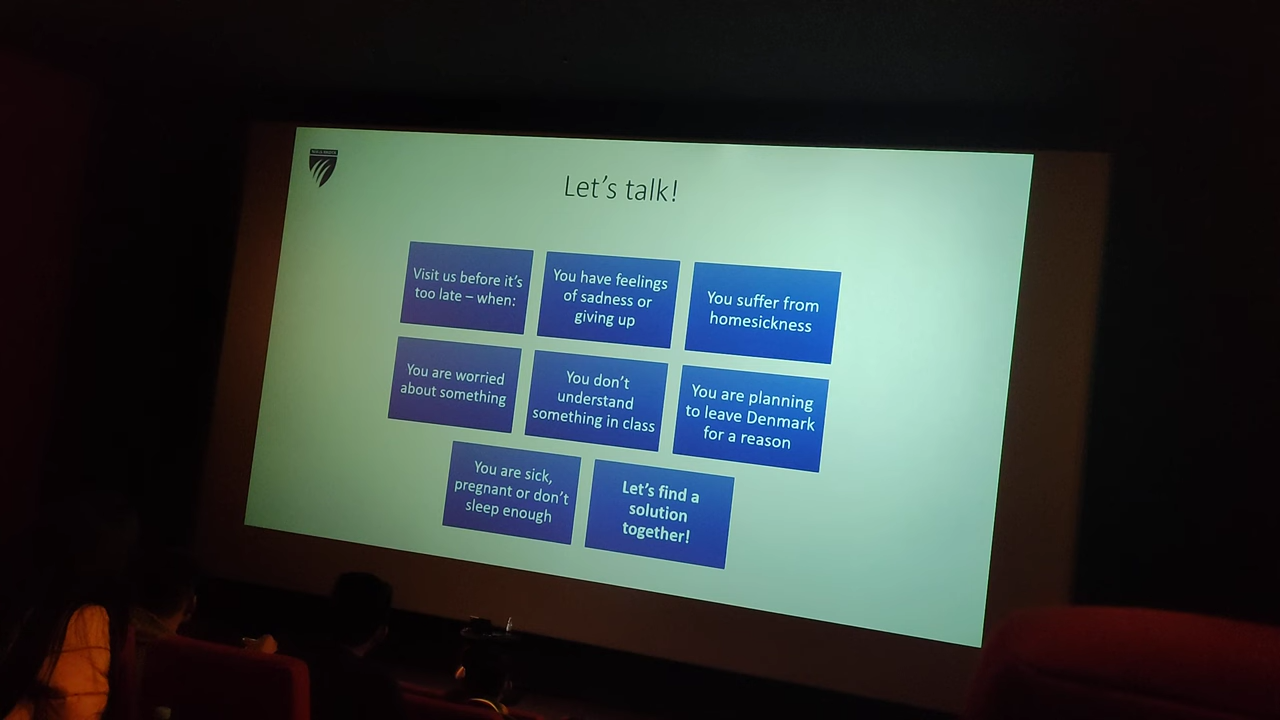 Let's talk!
Visit us before it's
too late – when:
You have feelings
of sadness or
giving up
You suffer from
homesickness
You are worried
about something
You don't
understand
something in class
You are planning
to leave Denmark
for a reason
You are sick,
pregnant or don't
sleep enough
Let's find a
solution
together!